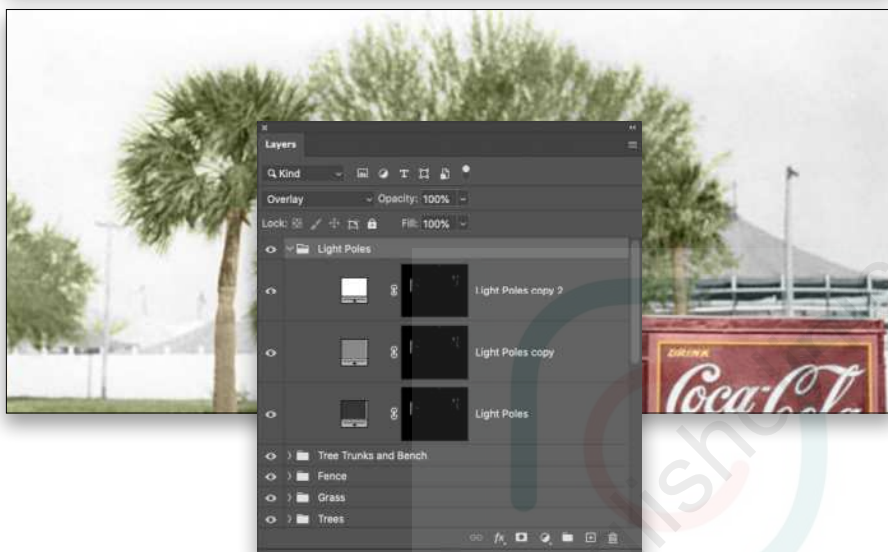 Layers
Kind
Overlay
Opacity: 100%
Lock:
Fill: 100%
Light Poles
Light Poles copy 2
Light Poles copy
Light Poles
Tree Trunks and Bench
Fence
Grass
Trees
fx
DRINK
Coca-Cola